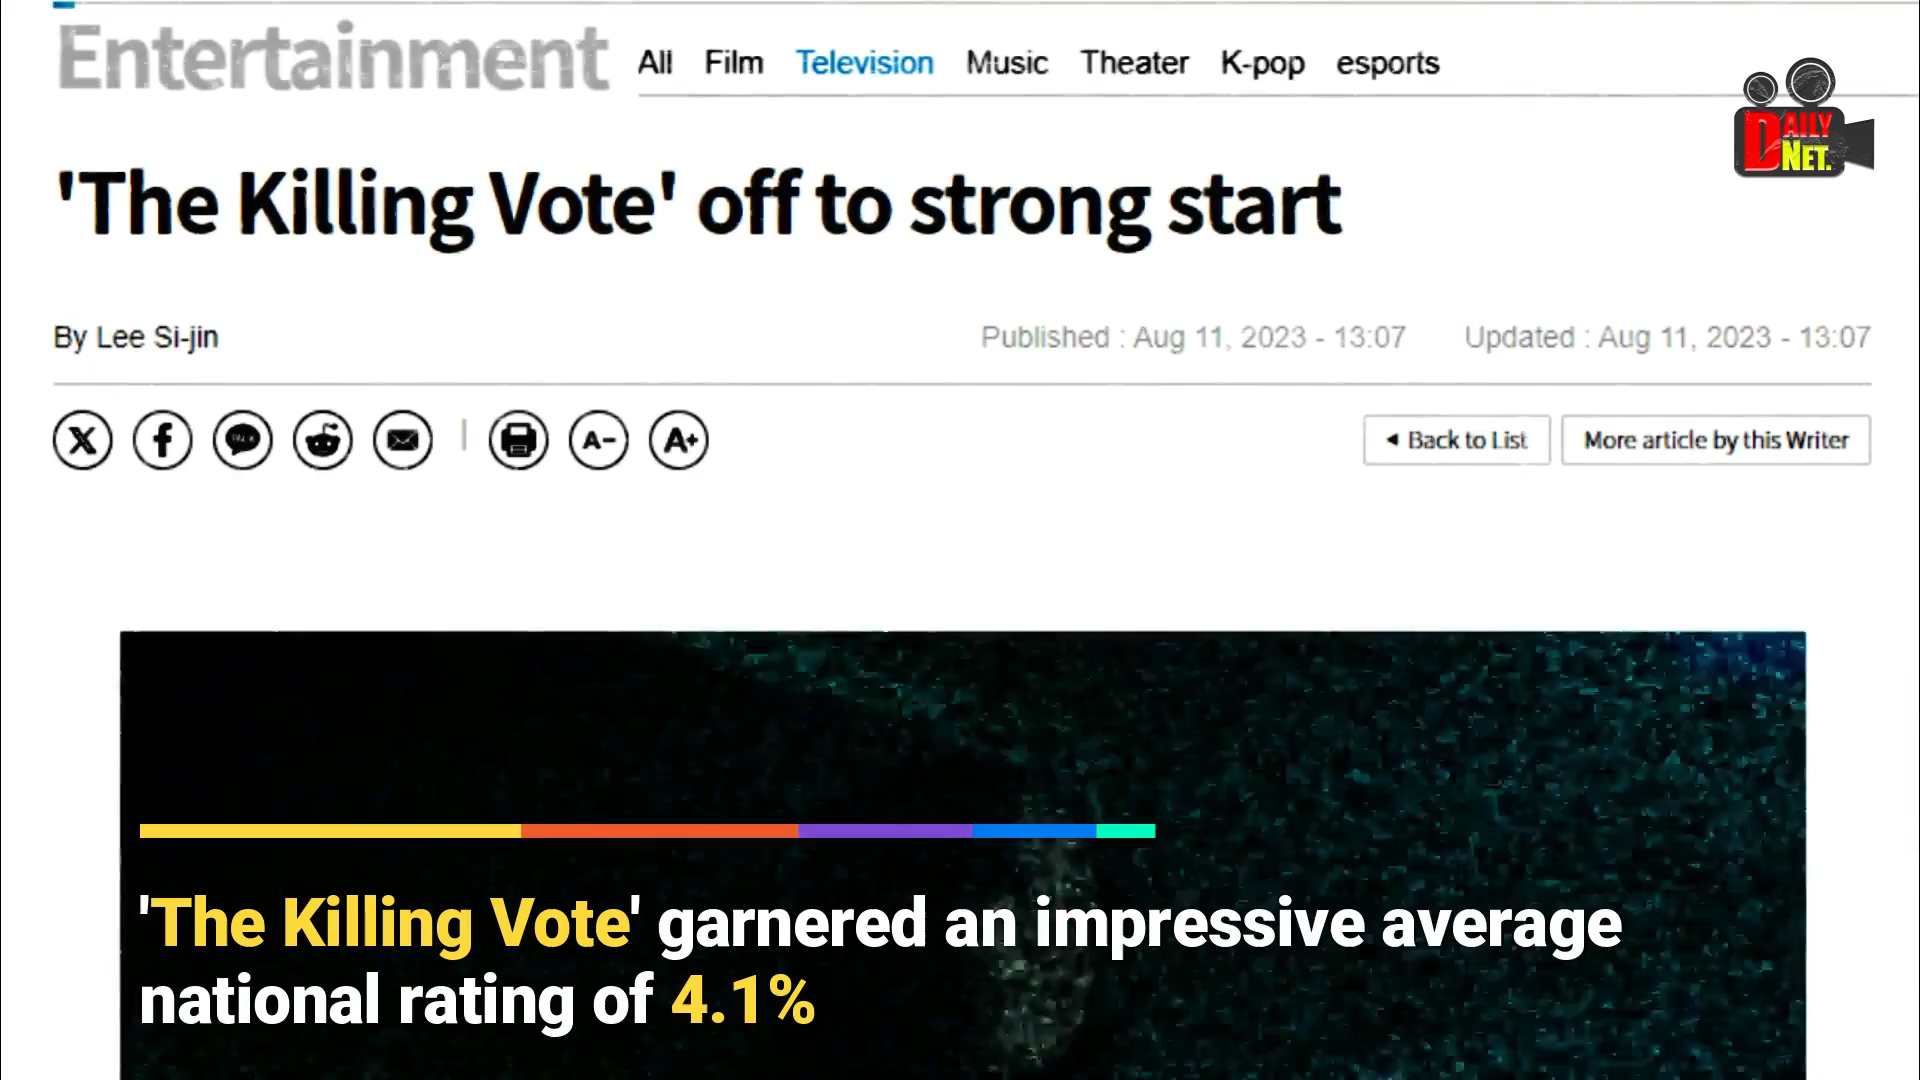 Entertainment All Film Television Music Theater K-pop esports
DAILY
NET.
'The Killing Vote' off to strong start
By Lee Si-jin Published : Aug 11, 2023 - 13:07 Updated : Aug 11, 2023 - 13:07
A- A+ ◄ Back to List More article by this Writer
'The Killing Vote' garnered an impressive average
national rating of 4.1%